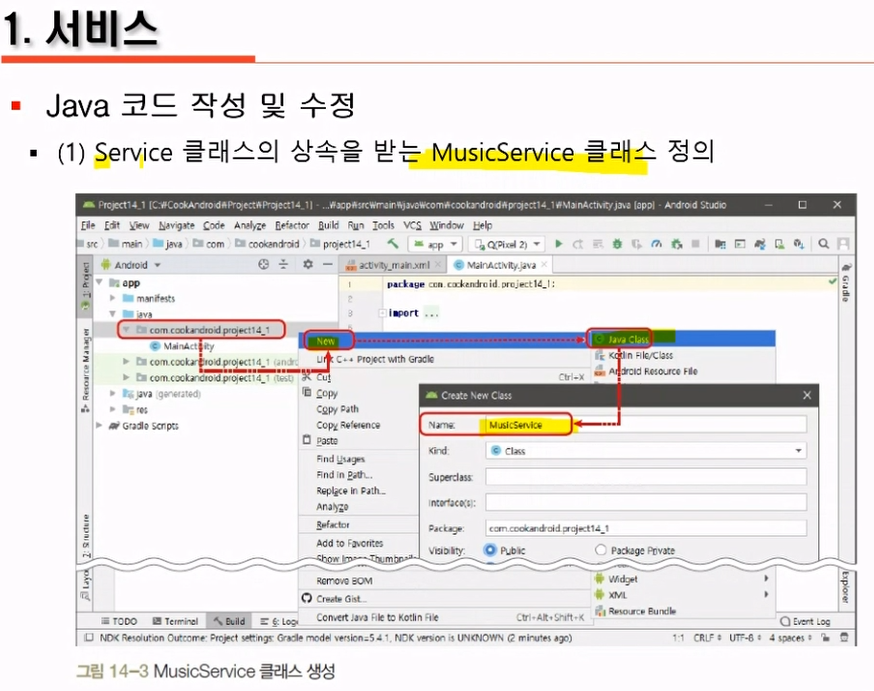 1. 서비스
Java 코드 작성 및 수정
(1) Service 클래스의 상속을 받는 MusicService 클래스 정의
Project14_1 [C:₩CookAndroid₩Project₩Project14_1] - ...₩app₩src₩main₩java₩com₩cookandroid₩project14_1₩MainActivity.java [app] - Android Studio
File Edit View Navigate Code Analyze Refactor Build Run Tools VCS Window Help
src main java com cookandroid project14_1 app Q(Pixel 2)
Android activity_main.xml MainActivity.java
1: Project
Resource Manager
2: Structure
Gradle
app
manifests
java
com.cookandroid.project14_1
MainActivity
com.cookandroid.project14_1
com.cookandroid.project14_1 (test)
java (generated)
res
Gradle Scripts
1 package com.cookandroid.project14_1;
2
3 import ...
New
Link C++ Project with Gradle
Cut Ctrl+X
Copy
Copy Path
Copy Reference
Paste
Find Usages
Find in Path...
Replace in Path...
Analyze
Refactor
Add to Favorites
Show Image Thumbnails
Remove BOM
Create Gist...
Convert Java File to Kotlin File Ctrl+Alt+Shift+K
Java Class
Kotlin File/Class
Android Resource File
Create New Class
Name: MusicService
Kind: Class
Superclass:
Interface(s):
Package: com.cookandroid.project14_1
Visibility: Public Package Private
Widget
XML
Resource Bundle
Explorer
TODO Terminal Build 6: Log Event Log
NDK Resolution Outcome: Project settings: Gradle model version=5.4.1, NDK version is UNKNOWN (2 minutes ago) 1:1 CRLF UTF-8 4 spaces
그림 14-3 MusicService 클래스 생성